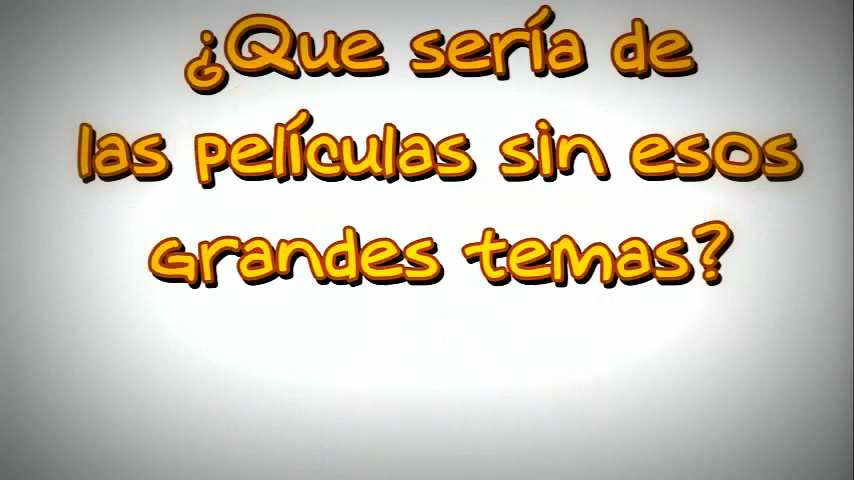 ¿Que sería de
las películas sin esos
grandes temas?